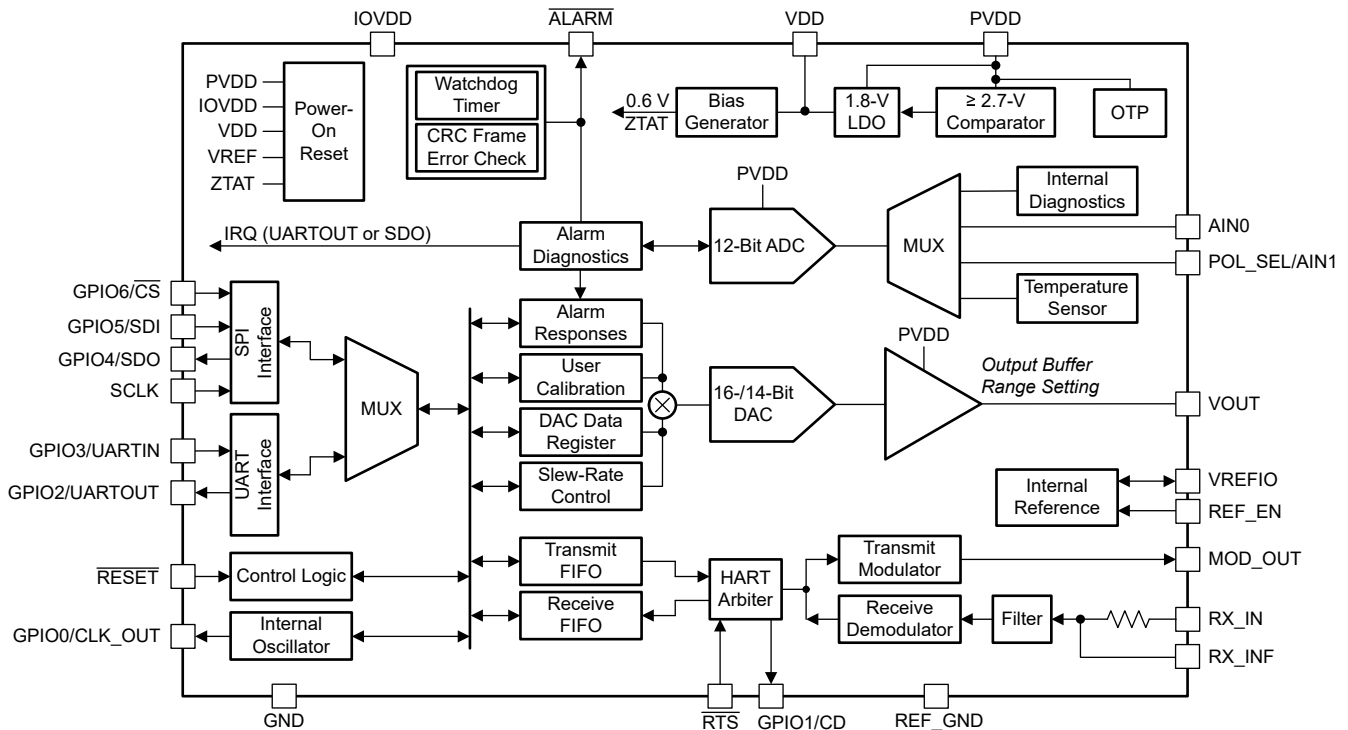 IOVDD
ALARM
VDD
PVDD
PVDD
IOVDD
VDD
VREF
ZTAT
Power-
On
Reset
Watchdog
Timer
CRC Frame
Error Check
0.6 V
ZTAT
Bias
Generator
1.8-V
LDO
≥ 2.7-V
Comparator
OTP
IRQ (UARTOUT or SDO)
Alarm
Diagnostics
PVDD
12-Bit ADC
MUX
Internal
Diagnostics
AIN0
POL_SEL/AIN1
Temperature
Sensor
GPIO6/CS
GPIO5/SDI
GPIO4/SDO
SCLK
SPI
Interface
GPIO3/UARTIN
GPIO2/UARTOUT
UART
Interface
MUX
Alarm
Responses
User
Calibration
DAC Data
Register
Slew-Rate
Control
16-/14-Bit
DAC
PVDD
Output Buffer
Range Setting
VOUT
Internal
Reference
VREFIO
REF_EN
RESET
Control Logic
GPIO0/CLK_OUT
Internal
Oscillator
Transmit
FIFO
Receive
FIFO
HART
Arbiter
Transmit
Modulator
MOD_OUT
Receive
Demodulator
Filter
RX_IN
RX_INF
GND
RTS
GPIO1/CD
REF_GND